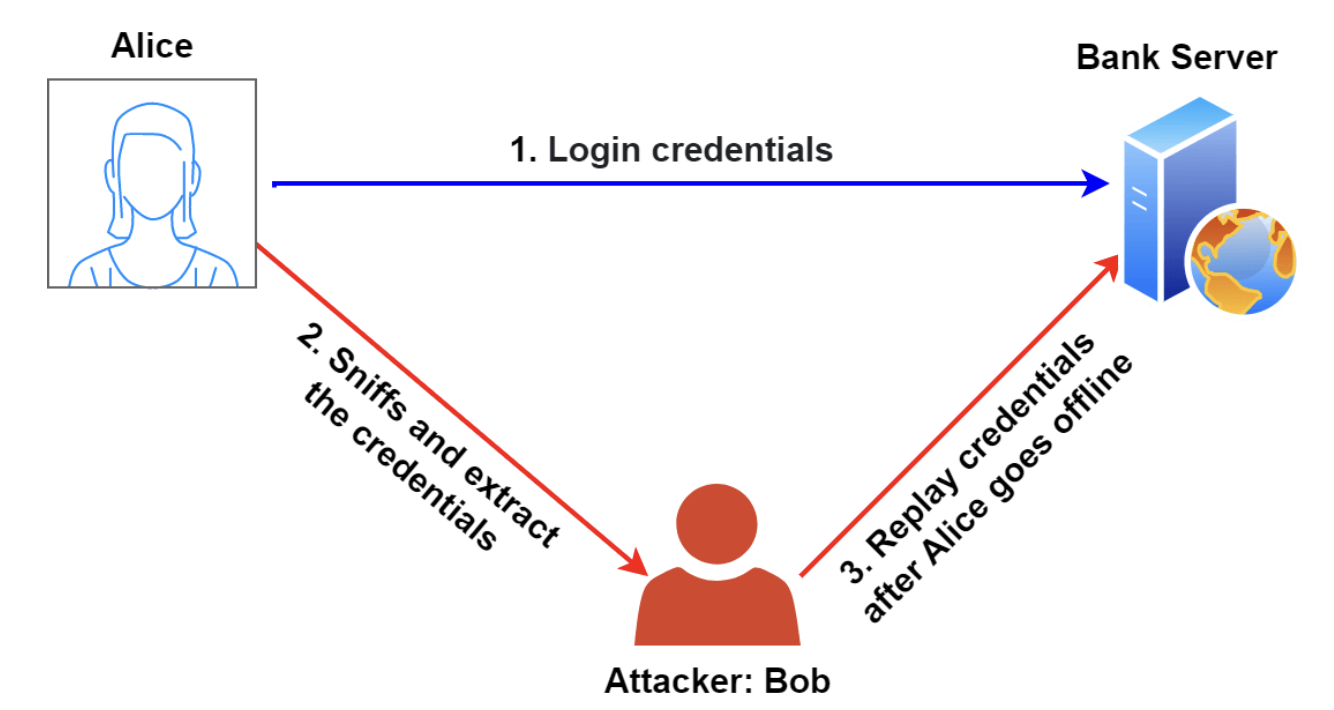 Alice
Bank Server
1. Login credentials
2. Sniffs and extract
the credentials
3. Replay credentials
after Alice goes offline
Attacker: Bob